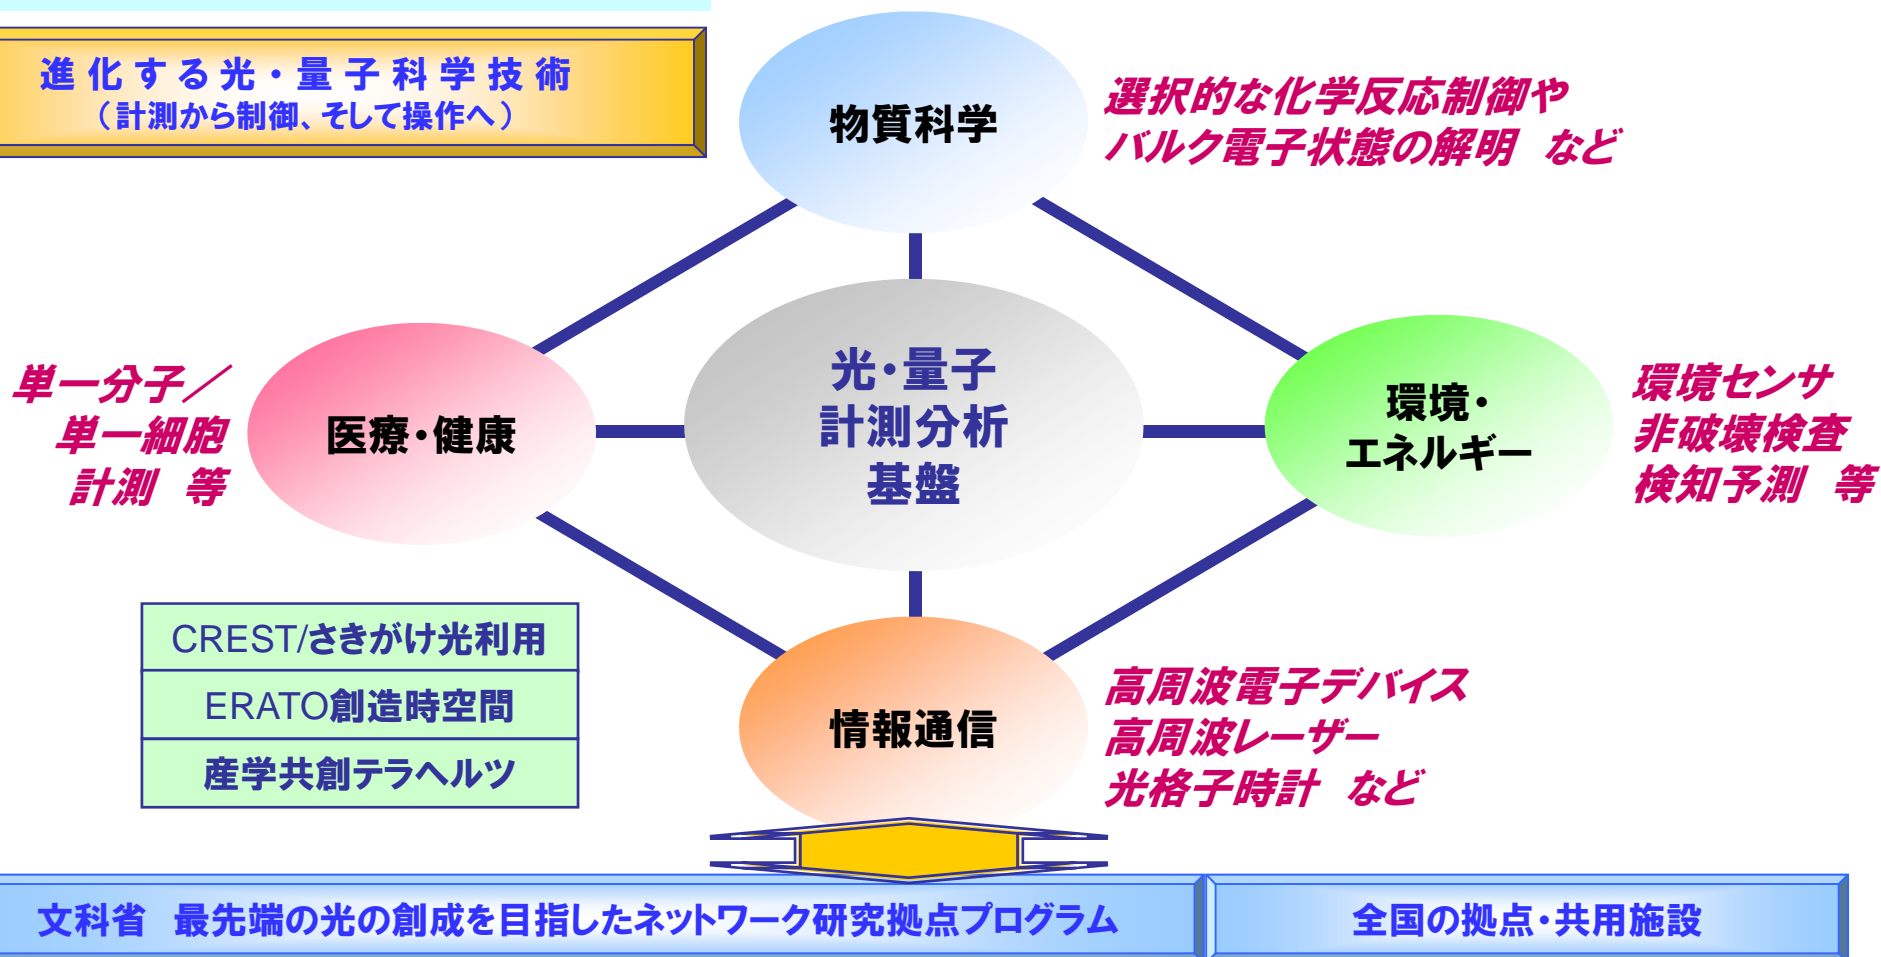 進化する光・量子科学技術
（計測から制御、そして操作へ）
物質科学
選択的な化学反応制御や
バルク電子状態の解明　など
単一分子／
単一細胞
計測　等
医療・健康
光・量子
計測分析
基盤
環境・
エネルギー
環境センサ
非破壊検査
検知予測　等
CREST/さきがけ光利用
ERATO創造時空間
産学共創テラヘルツ
情報通信
高周波電子デバイス
高周波レーザー
光格子時計　など
文科省　最先端の光の創成を目指したネットワーク研究拠点プログラム
全国の拠点・共用施設